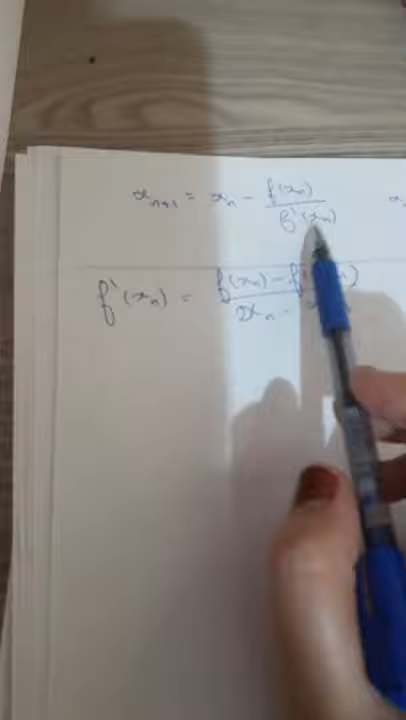 xₙ₊₁ = xₙ - f(xₙ)/f'(xₙ)
f'(xₙ) = f(xₙ) - f( / xₙ -